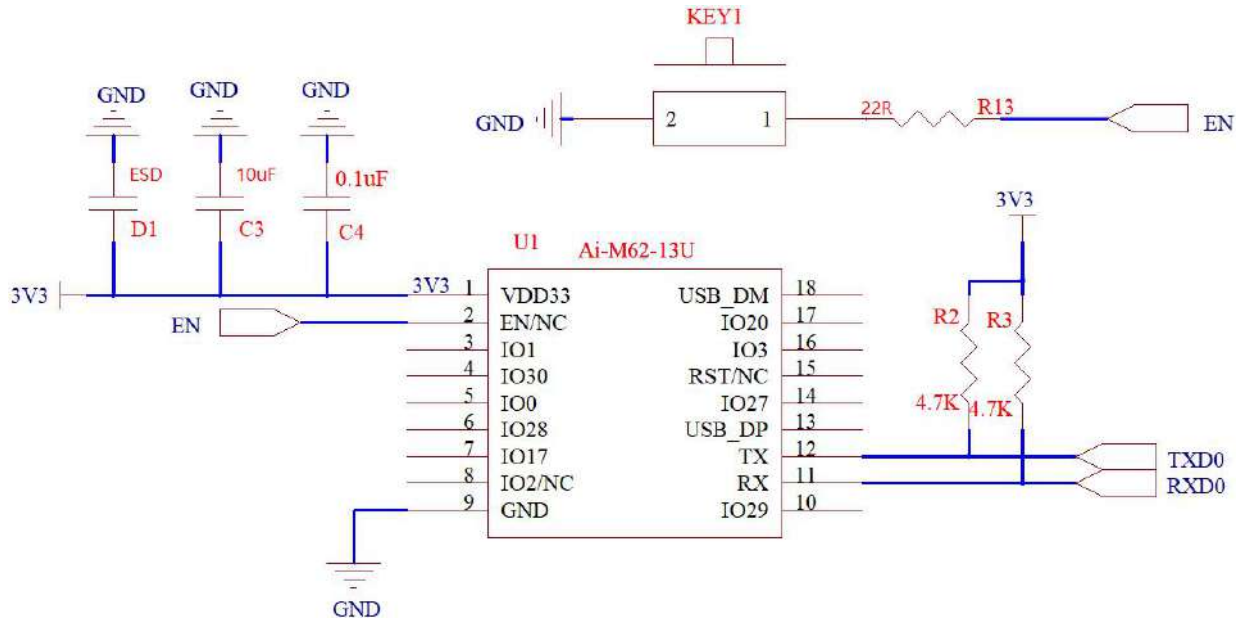 KEY1
GND
GND
GND
GND
2
1
22R
R13
EN
ESD
10uF
0.1uF
D1
C3
C4
3V3
U1
Ai-M62-13U
3V3
3V3
EN
1 VDD33
2 EN/NC
3 IO1
4 IO30
5 IO0
6 IO28
7 IO17
8 IO2/NC
9 GND
USB_DM 18
IO20 17
IO3 16
RST/NC 15
IO27 14
USB_DP 13
TX 12
RX 11
IO29 10
R2
R3
4.7K
4.7K
TXD0
RXD0
GND